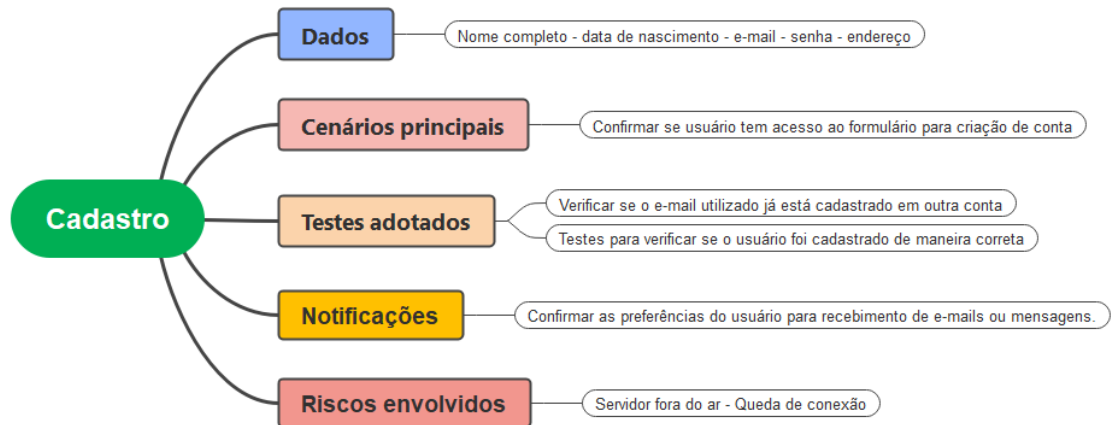 Cadastro
Dados
Nome completo - data de nascimento - e-mail - senha - endereço
Cenários principais
Confirmar se usuário tem acesso ao formulário para criação de conta
Testes adotados
Verificar se o e-mail utilizado já está cadastrado em outra conta
Testes para verificar se o usuário foi cadastrado de maneira correta
Notificações
Confirmar as preferências do usuário para recebimento de e-mails ou mensagens.
Riscos envolvidos
Servidor fora do ar - Queda de conexão